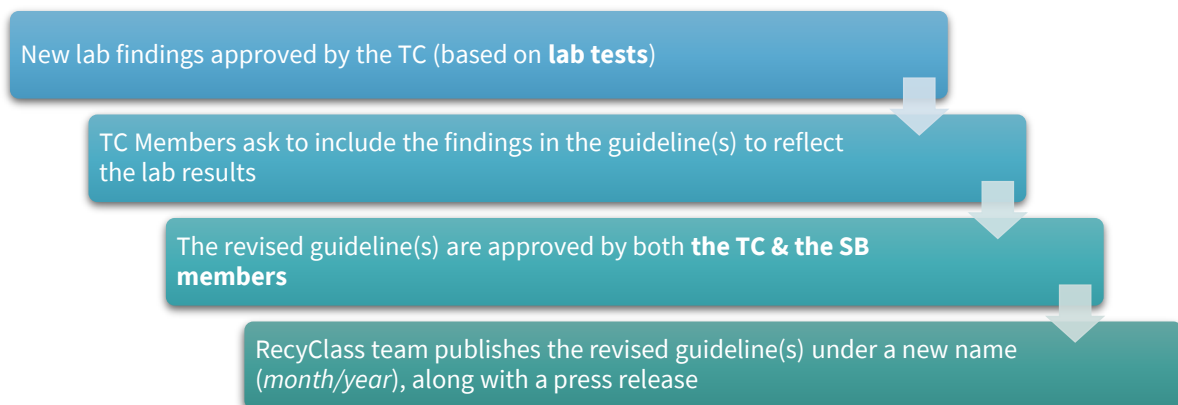 New lab findings approved by the TC (based on lab tests)
TC Members ask to include the findings in the guideline(s) to reflect
the lab results
The revised guideline(s) are approved by both the TC & the SB
members
RecyClass team publishes the revised guideline(s) under a new name
(month/year), along with a press release